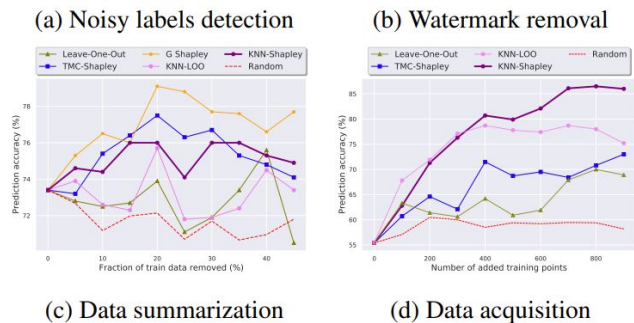 (a) Noisy labels detection
(b) Watermark removal
Leave-One-Out
TMC-Shapley
G Shapley
KNN-LOO
KNN-Shapley
Random
Prediction accuracy (%)
78
76
74
72
0
10
20
30
40
Fraction of train data removed (%)
Leave-One-Out
TMC-Shapley
KNN-LOO
KNN-Shapley
Random
Prediction accuracy (%)
85
80
75
70
65
60
55
0
200
400
600
800
Number of added training points
(c) Data summarization
(d) Data acquisition